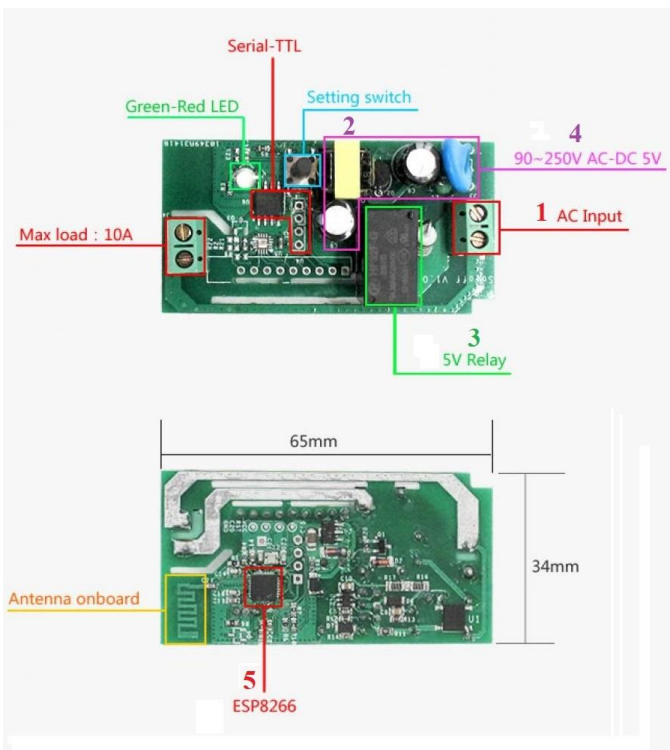 Serial-TTL
Setting switch
Green-Red LED
2
4
90~250V AC-DC 5V
1 AC Input
Max load : 10A
3
5V Relay
65mm
34mm
Antenna onboard
U1
5
ESP8266